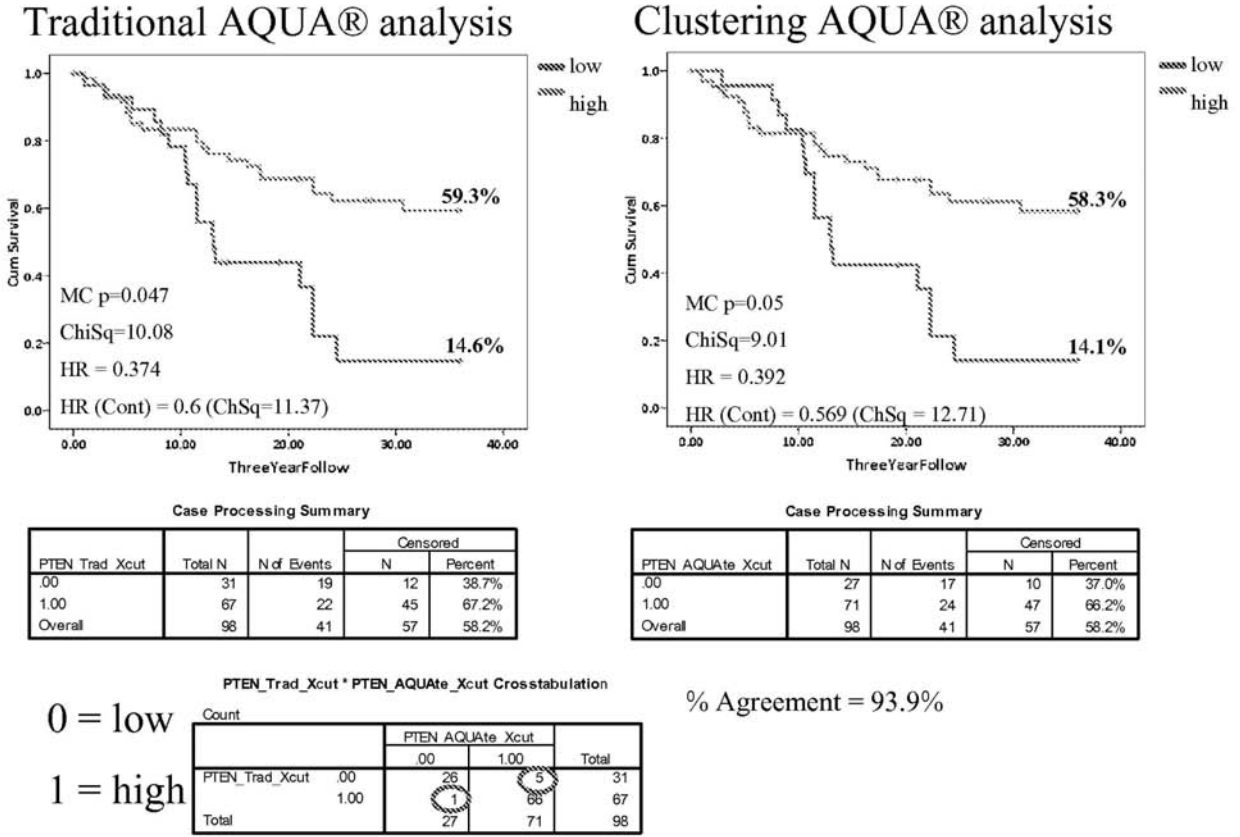 Traditional AQUA® analysis
low
high
1.0
0.8
0.6
0.4
0.2
0.0
Cum Survival
59.3%
14.6%
MC p=0.047
ChiSq=10.08
HR = 0.374
HR (Cont) = 0.6 (ChSq=11.37)
0.00 10.00 20.00 30.00 40.00
ThreeYearFollow
Clustering AQUA® analysis
low
high
1.0
0.8
0.6
0.4
0.2
0.0
Cum Survival
58.3%
14.1%
MC p=0.05
ChiSq=9.01
HR = 0.392
HR (Cont) = 0.569 (ChSq = 12.71)
0.00 10.00 20.00 30.00 40.00
ThreeYearFollow
Case Processing Summary
Censored
PTEN_Trad_Xcut Total N N of Events N Percent
.00 31 19 12 38.7%
1.00 67 22 45 67.2%
Overall 98 41 57 58.2%
Case Processing Summary
Censored
PTEN_AQUAte_Xcut Total N N of Events N Percent
.00 27 17 10 37.0%
1.00 71 24 47 66.2%
Overall 98 41 57 58.2%
0 = low
1 = high
PTEN_Trad_Xcut * PTEN_AQUAte_Xcut Crosstabulation
Count
PTEN_AQUAte_Xcut
.00 1.00 Total
PTEN_Trad_Xcut .00 26 5 31
1.00 1 66 67
Total 27 71 98
% Agreement = 93.9%